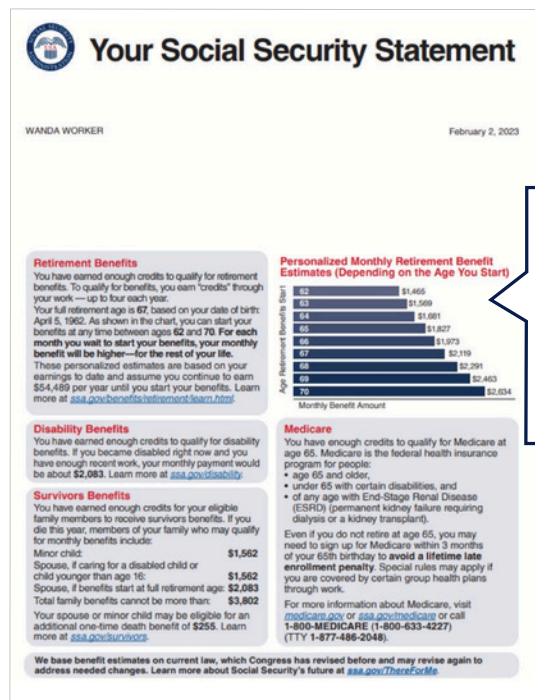 Your Social Security Statement
WANDA WORKER
February 2, 2023
Retirement Benefits
You have earned enough credits to qualify for retirement
benefits. To qualify for benefits, you earn "credits" through
your work — up to four each year.
Your full retirement age is 67, based on your date of birth:
April 5, 1962. As shown in the chart, you can start your
benefits at any time between ages 62 and 70. For each
month you wait to start your benefits, your monthly
benefit will be higher—for the rest of your life.
These personalized estimates are based on your
earnings to date and assume you continue to earn
$54,489 per year until you start your benefits. Learn
more at ssa.gov/benefits/retirement/learn.html.
Disability Benefits
You have earned enough credits to qualify for disability
benefits. If you became disabled right now and you
have enough recent work, your monthly payment would
be about $2,083. Learn more at ssa.gov/disability.
Survivors Benefits
You have earned enough credits for your eligible
family members to receive survivors benefits. If you
die this year, members of your family who may qualify
for monthly benefits include:
Minor child: $1,562
Spouse, if caring for a disabled child or
child younger than age 16: $1,562
Spouse, if benefits start at full retirement age: $2,083
Total family benefits cannot be more than: $3,802
Your spouse or minor child may be eligible for an
additional one-time death benefit of $255. Learn
more at ssa.gov/survivors.
Personalized Monthly Retirement Benefit
Estimates (Depending on the Age You Start)
Age Retirement Benefits Start
62 $1,465
63 $1,569
64 $1,681
65 $1,827
66 $1,973
67 $2,119
68 $2,291
69 $2,463
70 $2,634
Monthly Benefit Amount
Medicare
You have enough credits to qualify for Medicare at
age 65. Medicare is the federal health insurance
program for people:
• age 65 and older,
• under 65 with certain disabilities, and
• of any age with End-Stage Renal Disease
(ESRD) (permanent kidney failure requiring
dialysis or a kidney transplant).
Even if you do not retire at age 65, you may
need to sign up for Medicare within 3 months
of your 65th birthday to avoid a lifetime late
enrollment penalty. Special rules may apply if
you are covered by certain group health plans
through work.
For more information about Medicare, visit
medicare.gov or ssa.gov/medicare or call
1-800-MEDICARE (1-800-633-4227)
(TTY 1-877-486-2048).
We base benefit estimates on current law, which Congress has revised before and may revise again to
address needed changes. Learn more about Social Security's future at ssa.gov/ThereForMe.